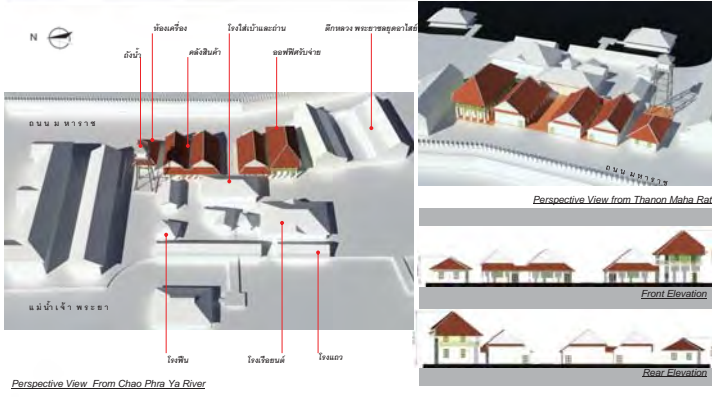 N
ห้องเครื่อง
โรงใส่เบ้าและถ่าน
ตึกหลวง พระยาชลยุดอาไสย์
ถังน้ำ
คลังสินค้า
ออฟฟิศรับจ่าย
ถนน มหาราช
แม่น้ำเจ้า พระยา
โรงฟืน
โรงเรือยนต์
โรงแถว
Perspective View From Chao Phra Ya River
ถนน มหาราช
Perspective View from Thanon Maha Rat
Front Elevation
Rear Elevation